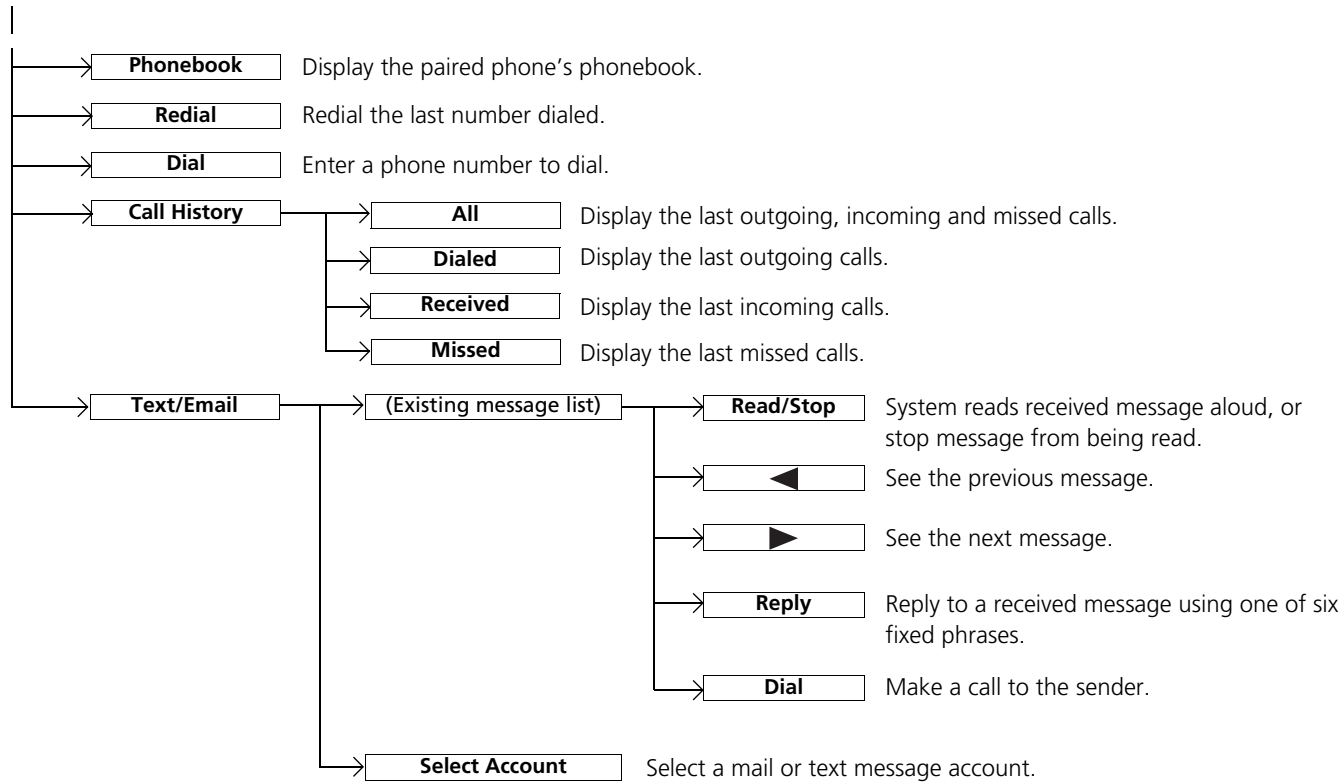 Phonebook Display the paired phone’s phonebook.
Redial Redial the last number dialed.
Dial Enter a phone number to dial.
Call History All Display the last outgoing, incoming and missed calls.
Dialed Display the last outgoing calls.
Received Display the last incoming calls.
Missed Display the last missed calls.
Text/Email (Existing message list) Read/Stop System reads received message aloud, or
stop message from being read.
◄ See the previous message.
► See the next message.
Reply Reply to a received message using one of six
fixed phrases.
Dial Make a call to the sender.
Select Account Select a mail or text message account.